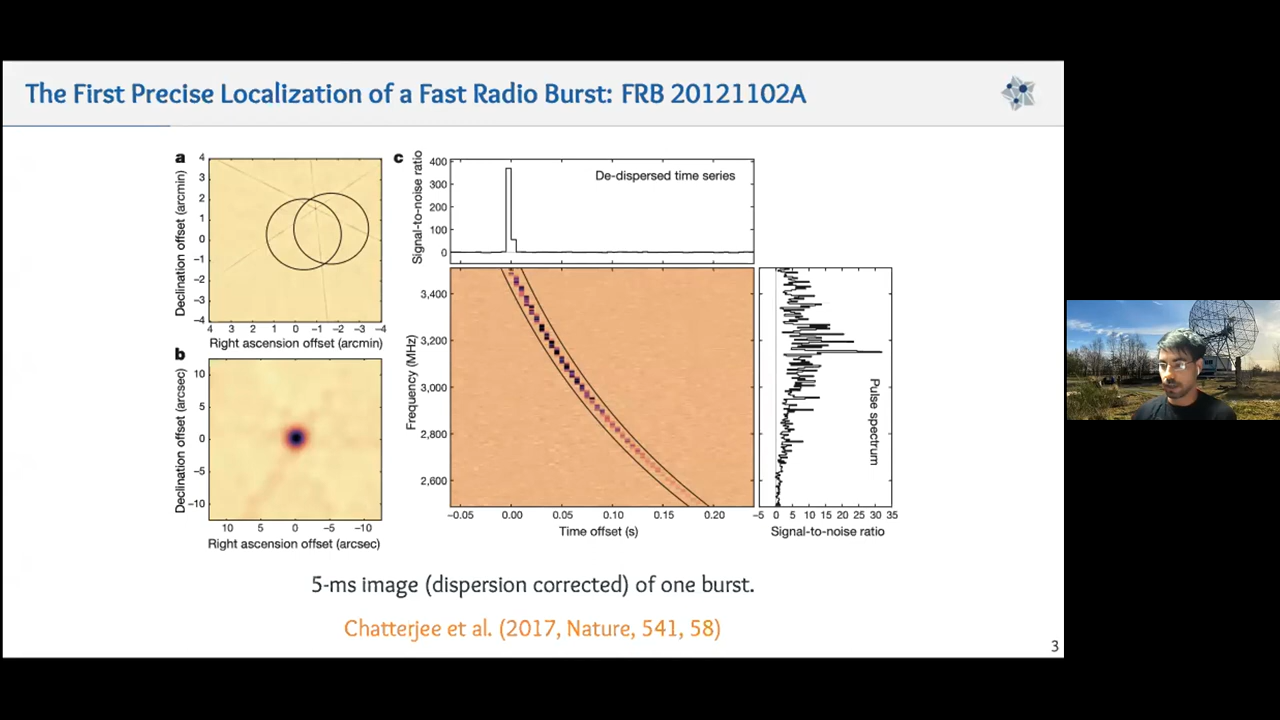 The First Precise Localization of a Fast Radio Burst: FRB 20121102A
a
4
3
2
1
0
−1
−2
−3
−4
Declination offset (arcmin)
4 3 2 1 0 −1 −2 −3 −4
Right ascension offset (arcmin)
b
10
5
0
−5
−10
Declination offset (arcsec)
10 5 0 −5 −10
Right ascension offset (arcsec)
c
400
300
200
100
0
Signal-to-noise ratio
De-dispersed time series
3,400
3,200
3,000
2,800
2,600
Frequency (MHz)
−0.05 0.00 0.05 0.10 0.15 0.20
Time offset (s)
Pulse spectrum
−5 0 5 10 15 20 25 30 35
Signal-to-noise ratio
5-ms image (dispersion corrected) of one burst.
Chatterjee et al. (2017, Nature, 541, 58)
3